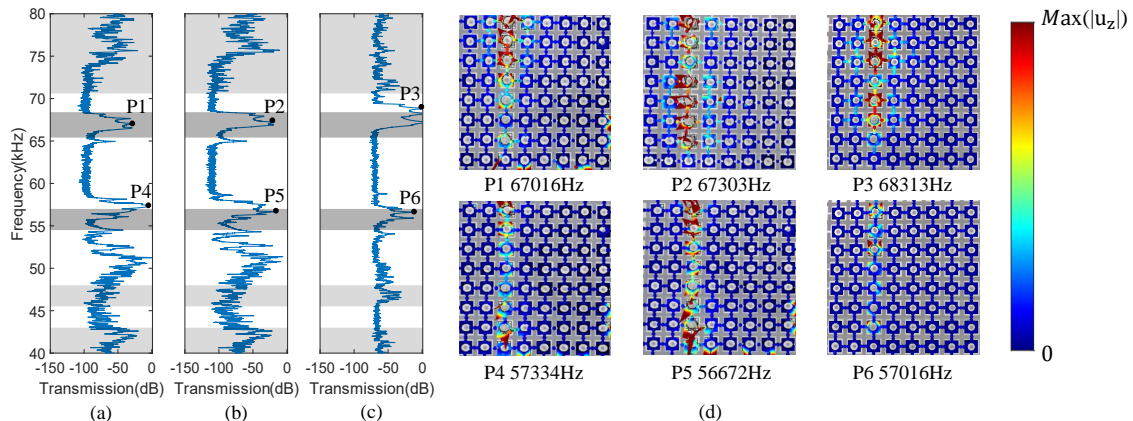 80
75
70
65
60
55
50
45
40
Frequency(kHz)
P1
P4
-150 -100 -50 0
Transmission(dB)
(a)
P2
P5
-150 -100 -50 0
Transmission(dB)
(b)
P3
P6
-150 -100 -50 0
Transmission(dB)
(c)
P1 67016Hz
P2 67303Hz
P3 68313Hz
P4 57334Hz
P5 56672Hz
P6 57016Hz
(d)
Max(|u_z|)
0